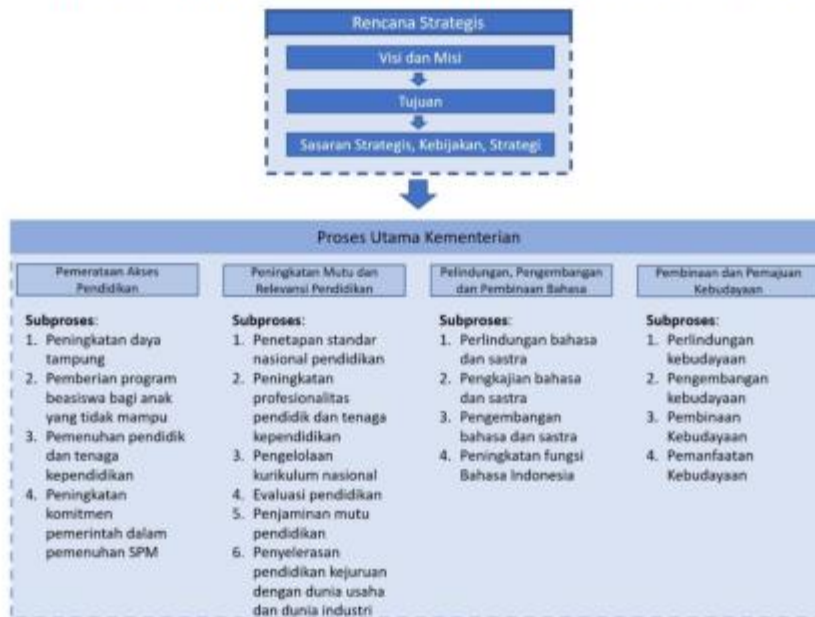 Rencana Strategis
Visi dan Misi
Tujuan
Sasaran Strategis, Kebijakan, Strategi
Proses Utama Kementerian
Pemerataan Akses
Pendidikan
Subproses:
1. Peningkatan daya
tampung
2. Pemberian program
beasiswa bagi anak
yang tidak mampu
3. Pemenuhan pendidik
dan tenaga
kependidikan
4. Peningkatan
komitmen
pemerintah dalam
pemenuhan SPM
Peningkatan Mutu dan
Relevansi Pendidikan
Subproses:
1. Penetapan standar
nasional pendidikan
2. Peningkatan
profesionalitas
pendidik dan tenaga
kependidikan
3. Pengelolaan
kurikulum nasional
4. Evaluasi pendidikan
5. Penjaminan mutu
pendidikan
6. Penyelerasan
pendidikan kejuruan
dengan dunia usaha
dan dunia industri
Pelindungan, Pengembangan
dan Pembinaan Bahasa
Subproses:
1. Perlindungan bahasa
dan sastra
2. Pengkajian bahasa
dan sastra
3. Pengembangan
bahasa dan sastra
4. Peningkatan fungsi
Bahasa Indonesia
Pembinaan dan Pemajuan
Kebudayaan
Subproses:
1. Perlindungan
kebudayaan
2. Pengembangan
kebudayaan
3. Pembinaan
Kebudayaan
4. Pemanfaatan
Kebudayaan